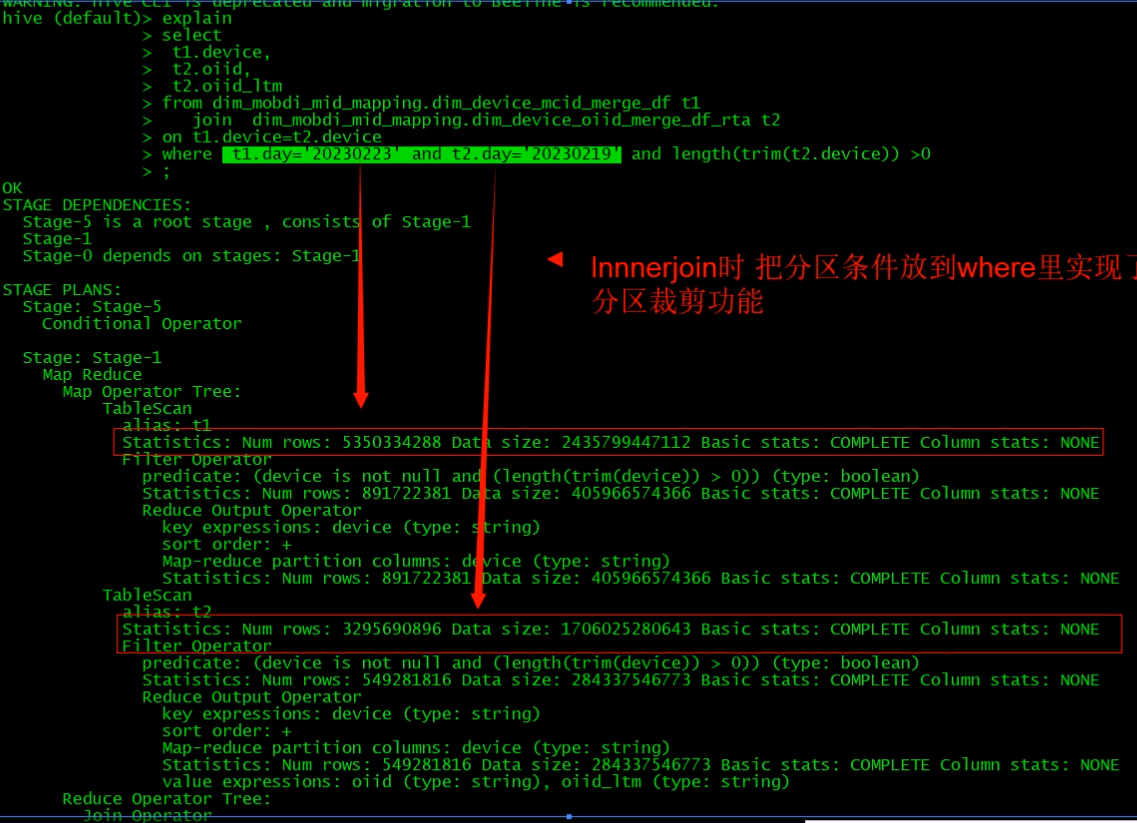 WARNING: Hive CLI is deprecated and migration to Beeline is recommended.
hive (default)> explain
> select
> t1.device,
> t2.oiid,
> t2.oiid_ltm
> from dim_mobdi_mid_mapping.dim_device_mcid_merge_df t1
> join dim_mobdi_mid_mapping.dim_device_oiid_merge_df_rta t2
> on t1.device=t2.device
> where t1.day='20230223' and t2.day='20230219' and length(trim(t2.device)) >0
> ;
OK
STAGE DEPENDENCIES:
Stage-5 is a root stage , consists of Stage-1
Stage-1
Stage-0 depends on stages: Stage-1
Innnerjoin时 把分区条件放到where里实现了
分区裁剪功能
STAGE PLANS:
Stage: Stage-5
Conditional Operator
Stage: Stage-1
Map Reduce
Map Operator Tree:
TableScan
alias: t1
Statistics: Num rows: 5350334288 Data size: 2435799447112 Basic stats: COMPLETE Column stats: NONE
Filter Operator
predicate: (device is not null and (length(trim(device)) > 0)) (type: boolean)
Statistics: Num rows: 891722381 Data size: 405966574366 Basic stats: COMPLETE Column stats: NONE
Reduce Output Operator
key expressions: device (type: string)
sort order: +
Map-reduce partition columns: device (type: string)
Statistics: Num rows: 891722381 Data size: 405966574366 Basic stats: COMPLETE Column stats: NONE
TableScan
alias: t2
Statistics: Num rows: 3295690896 Data size: 1706025280643 Basic stats: COMPLETE Column stats: NONE
Filter Operator
predicate: (device is not null and (length(trim(device)) > 0)) (type: boolean)
Statistics: Num rows: 549281816 Data size: 284337546773 Basic stats: COMPLETE Column stats: NONE
Reduce Output Operator
key expressions: device (type: string)
sort order: +
Map-reduce partition columns: device (type: string)
Statistics: Num rows: 549281816 Data size: 284337546773 Basic stats: COMPLETE Column stats: NONE
value expressions: oiid (type: string), oiid_ltm (type: string)
Reduce Operator Tree:
Join Operator